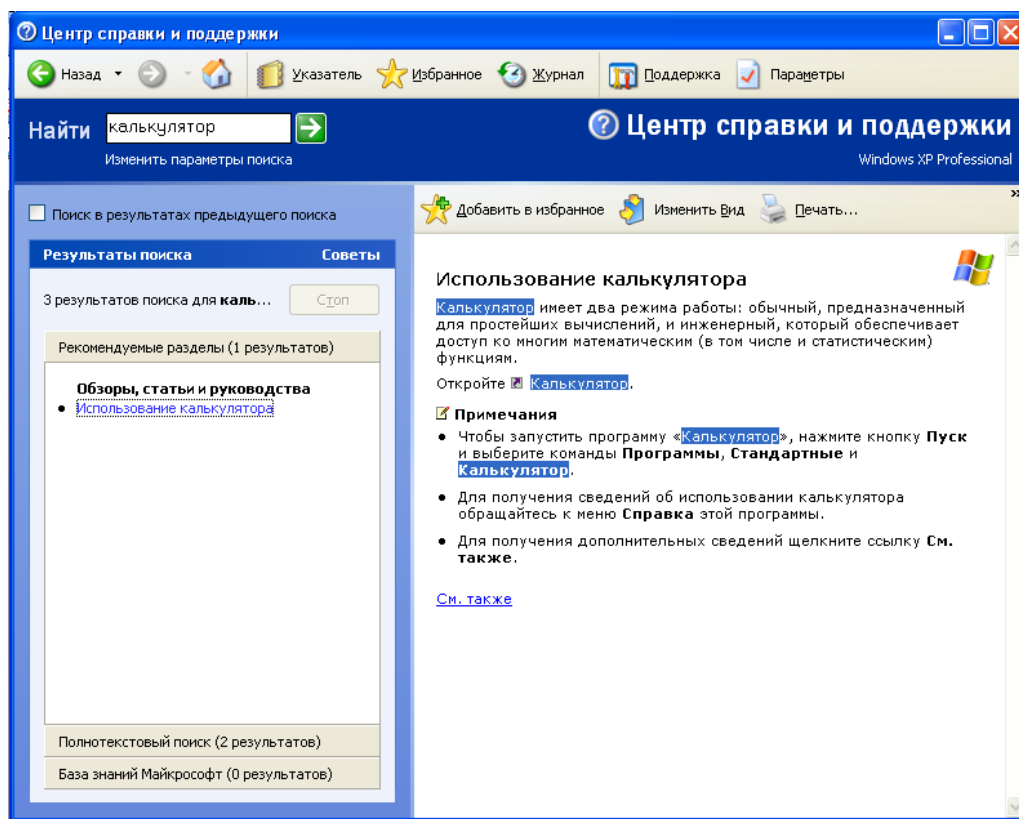 Центр справки и поддержки
Назад
Указатель
Избранное
Журнал
Поддержка
Параметры
Найти
калькулятор
Центр справки и поддержки
Изменить параметры поиска
Windows XP Professional
Поиск в результатах предыдущего поиска
Добавить в избранное
Изменить Вид
Печать...
»
Результаты поиска
Советы
3 результатов поиска для каль...
Стоп
Рекомендуемые разделы (1 результатов)
Обзоры, статьи и руководства
• Использование калькулятора
Полнотекстовый поиск (2 результатов)
База знаний Майкрософт (0 результатов)
Использование калькулятора
Калькулятор имеет два режима работы: обычный, предназначенный
для простейших вычислений, и инженерный, который обеспечивает
доступ ко многим математическим (в том числе и статистическим)
функциям.
Откройте Калькулятор.
Примечания
• Чтобы запустить программу «Калькулятор», нажмите кнопку Пуск
и выберите команды Программы, Стандартные и
Калькулятор.
• Для получения сведений об использовании калькулятора
обращайтесь к меню Справка этой программы.
• Для получения дополнительных сведений щелкните ссылку См.
также.
См. также